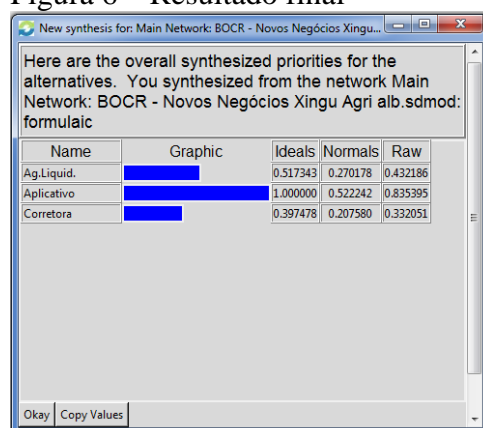 Figura 6 – Resultado final
New synthesis for: Main Network: BOCR - Novos Negócios Xingu...
Here are the overall synthesized priorities for the
alternatives. You synthesized from the network Main
Network: BOCR - Novos Negócios Xingu Agri alb.sdmod:
formulaic
Name Graphic Ideals Normals Raw
Ag.Liquid. 0.517343 0.270178 0.432186
Aplicativo 1.000000 0.522242 0.835395
Corretora 0.397478 0.207580 0.332051
Okay Copy Values